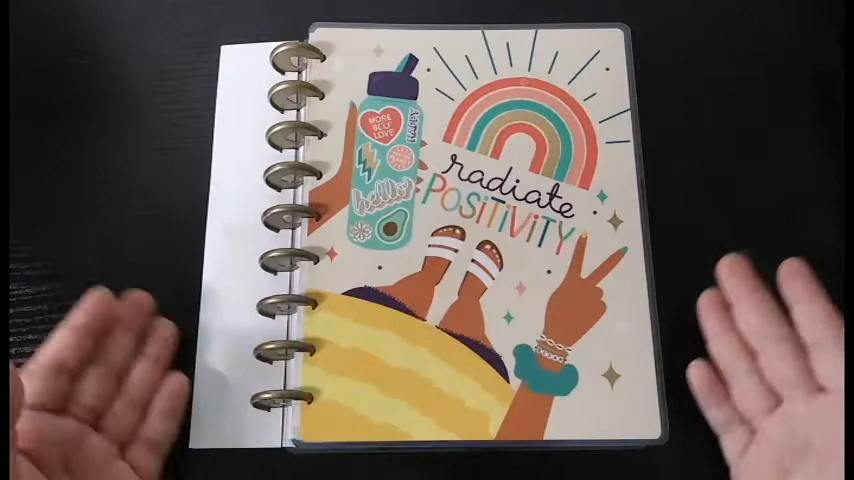 MORE
SELF
LOVE
HAPPY
hello
radiate
POSITIVITY